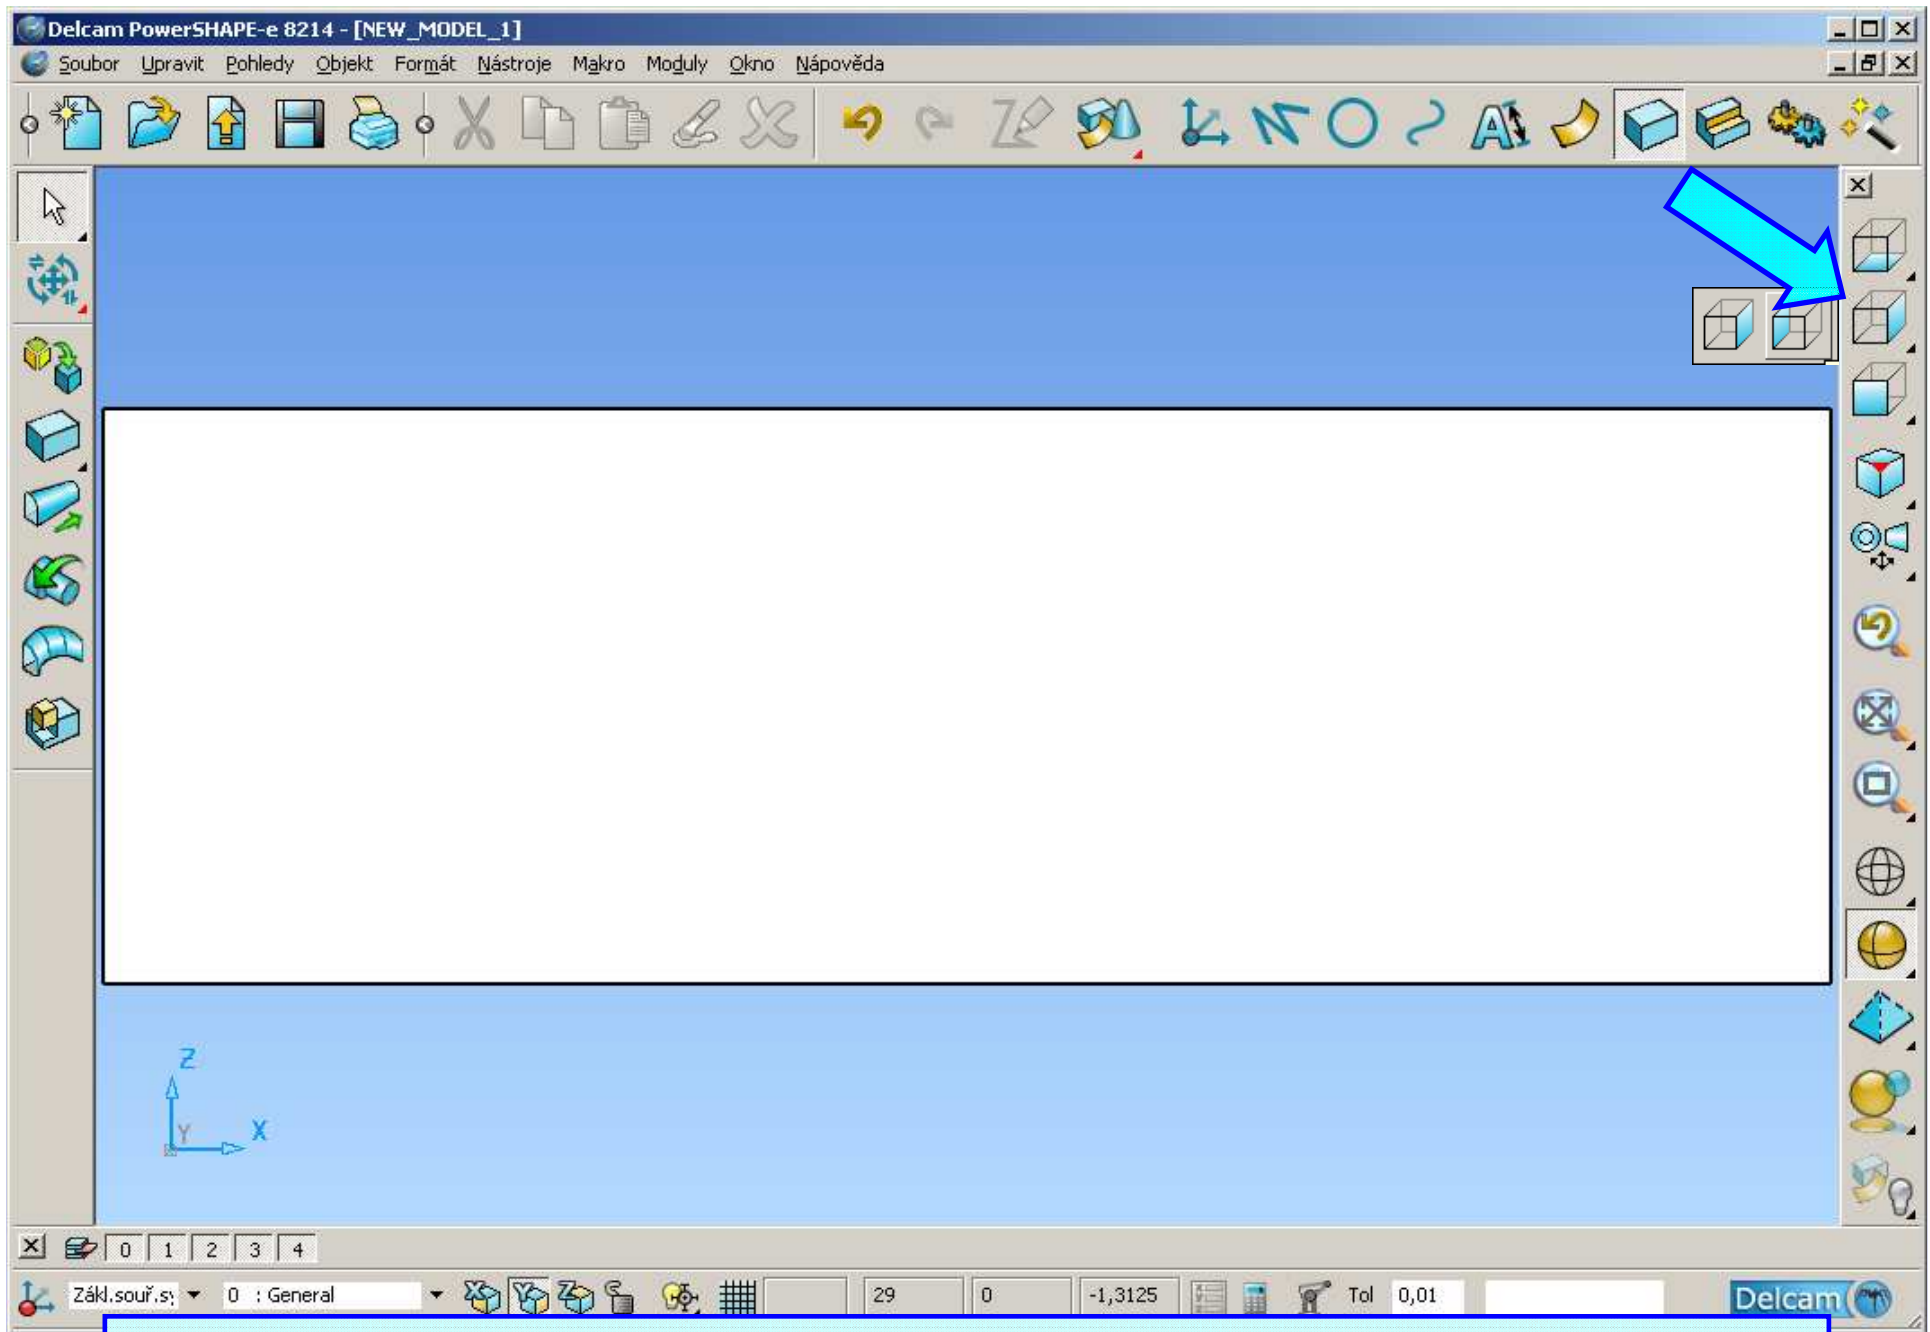 Delcam PowerSHAPE-e 8214 - [NEW_MODEL_1]
Soubor Upravit Pohledy Objekt Formát Nástroje Makro Moduly Okno Nápověda
Z
Y X
0 1 2 3 4
Zákl.souř.sy 0 : General X Y Z 29 0 -1,3125 Tol 0,01 Delcam